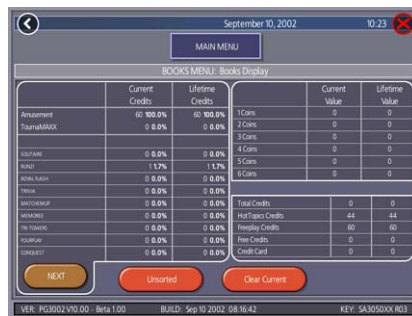 September 10, 2002 10:23
MAIN MENU
BOOKS MENU: Books Display
Current Credits Lifetime Credits
Amusement 60 100.0% 60 100.0%
TournaMAXX 0 0.0% 0 0.0%
SOLITAIRE 0 0.0% 0 0.0%
RUN21 1 1.7% 1 1.7%
ROYAL FLASH 0 0.0% 0 0.0%
TRIVIA 0 0.0% 0 0.0%
MATCH'EM UP 0 0.0% 0 0.0%
MEMORIES 0 0.0% 0 0.0%
TRI-TOWERS 0 0.0% 0 0.0%
FOURPLAY 0 0.0% 0 0.0%
CONQUEST 0 0.0% 0 0.0%
Current Value Lifetime Value
1 Coins 0 0
2 Coins 0 0
3 Coins 0 0
4 Coins 0 0
5 Coins 0 0
6 Coins 0 0
Total Credits 0 0
HotTopics Credits 44 44
Freeplay Credits 60 60
Free Credits 0 0
Credit Card 0 0
NEXT
Unsorted
Clear Current
VER: PG3002 V10.00 - Beta 1.00 BUILD: Sep 10 2002 08:16:42 KEY: SA3050XX R03